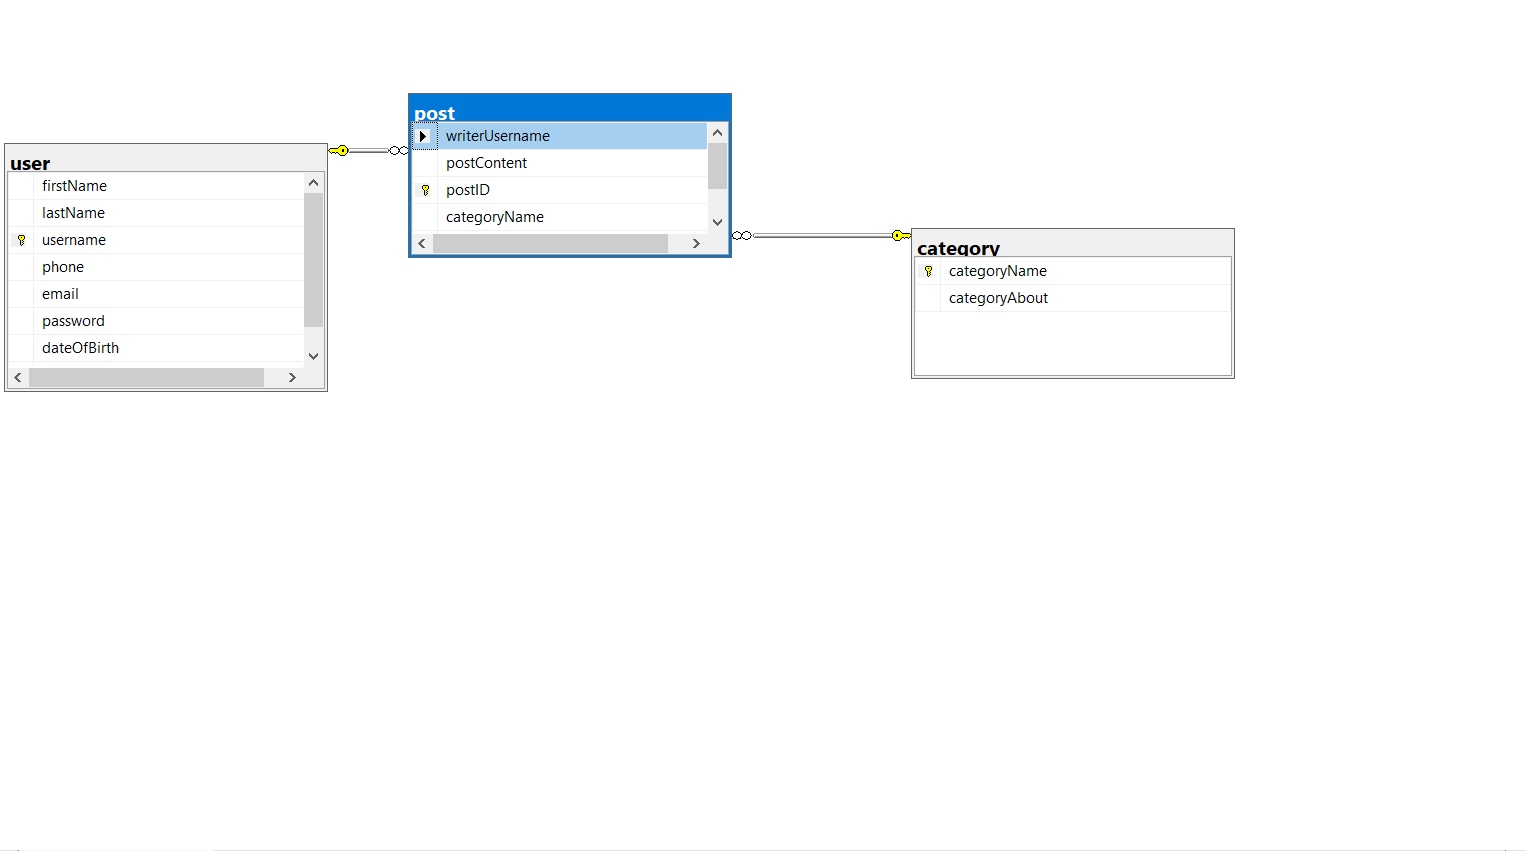 user
firstName
lastName
username
phone
email
password
dateOfBirth
post
writerUsername
postContent
postID
categoryName
category
categoryName
categoryAbout